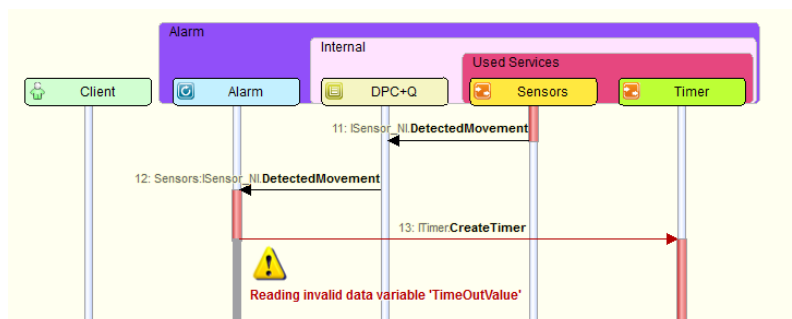 Alarm
Internal
Used Services
Client
Alarm
DPC+Q
Sensors
Timer
11: ISensor_NI.DetectedMovement
12: Sensors:ISensor_NI.DetectedMovement
13: ITimer.CreateTimer
Reading invalid data variable 'TimeOutValue'